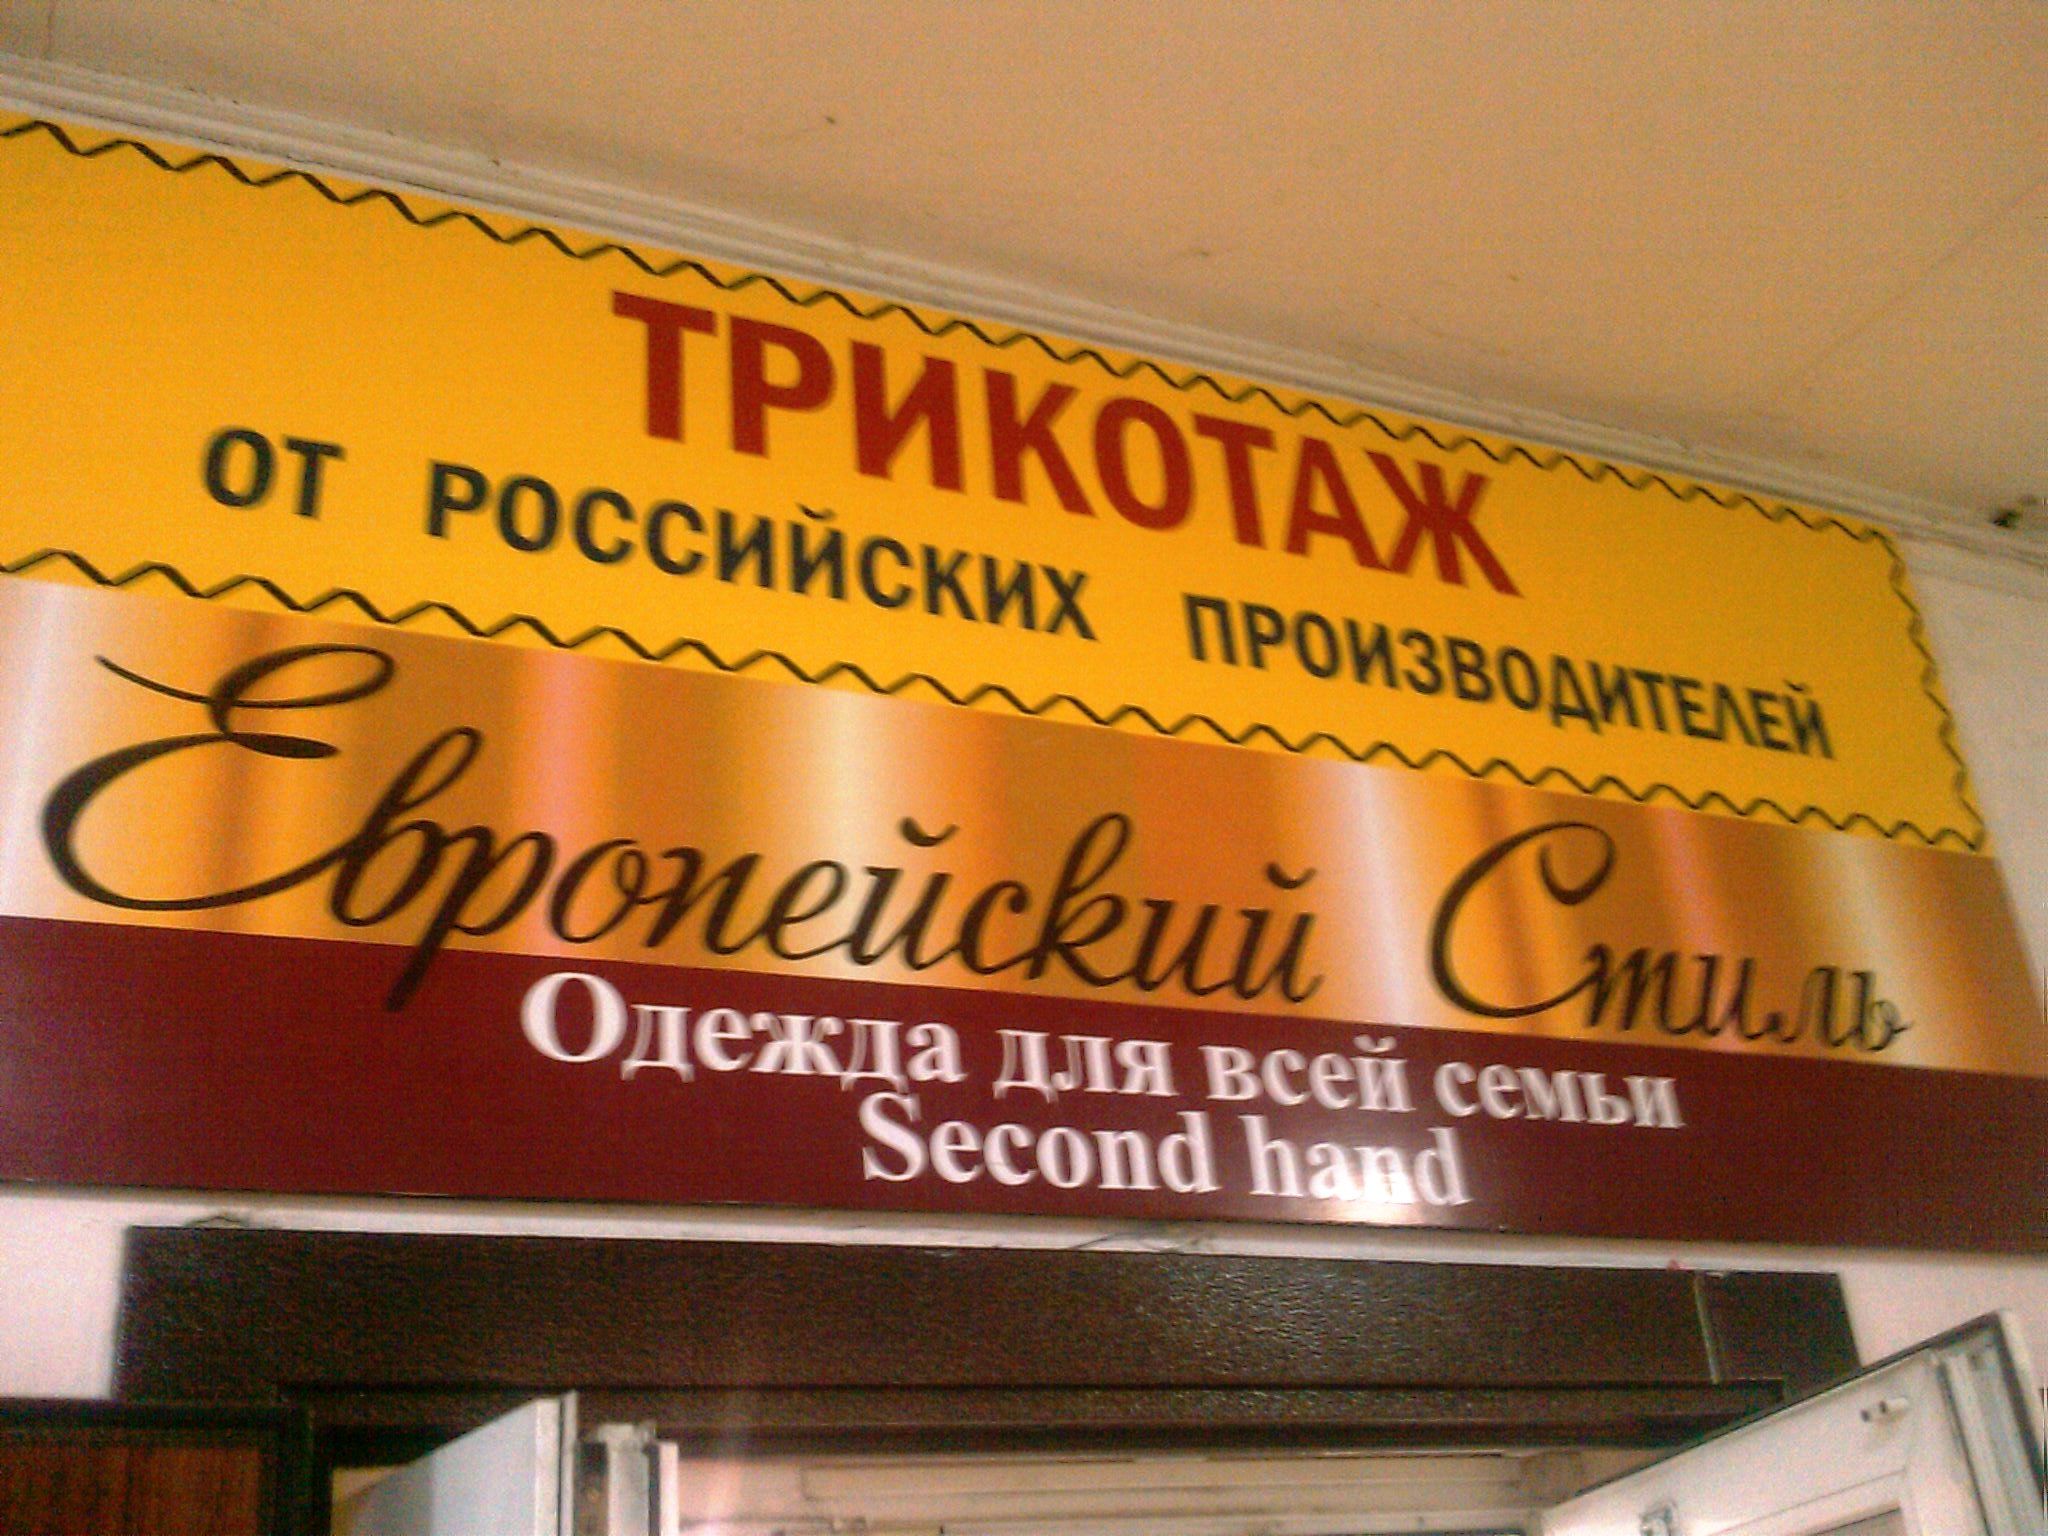 ТРИКОТАЖ
ОТ РОССИЙСКИХ ПРОИЗВОДИТЕЛЕЙ
Европейский Стиль
Одежда для всей семьи
Second hand